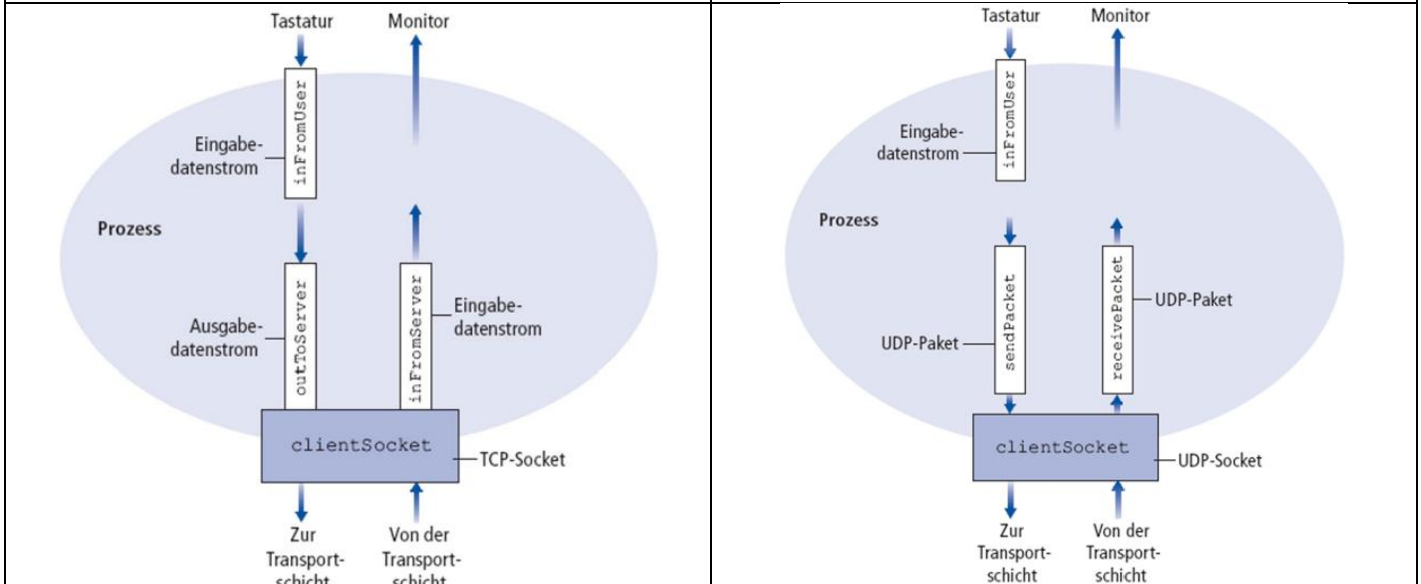 Tastatur
Monitor
inFromUser
Eingabe-
datenstrom
Prozess
outToServer
Ausgabe-
datenstrom
inFromServer
Eingabe-
datenstrom
clientSocket
TCP-Socket
Zur
Transport-
schicht
Von der
Transport-
schicht
Tastatur
Monitor
inFromUser
Eingabe-
datenstrom
Prozess
sendPacket
UDP-Paket
receivePacket
UDP-Paket
clientSocket
UDP-Socket
Zur
Transport-
schicht
Von der
Transport-
schicht